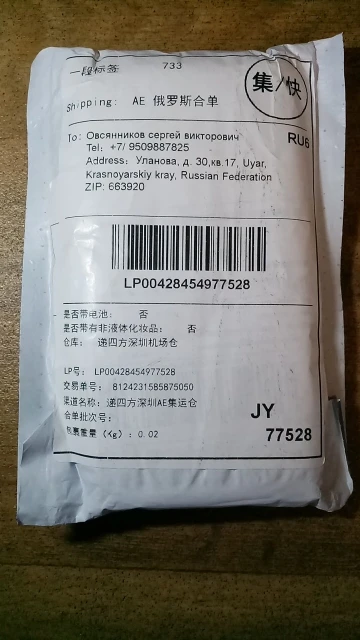 一段标签 733
集/快
Shipping: AE 俄罗斯合单
To: Овсянников сергей викторович RU6
Tel: +7/ 9509887825
Address: Уланова, д. 30,кв.17, Uyar,
Krasnoyarskiy kray, Russian Federation
ZIP: 663920
LP00428454977528
是否带电池: 否
是否带有非液体化妆品: 否
仓库: 递四方深圳机场仓
LP号: LP00428454977528
交易单号: 8124231585875050
渠道名称: 递四方深圳AE集运仓
合单批次号: JY
包裹重量 (Kg): 0.02 77528